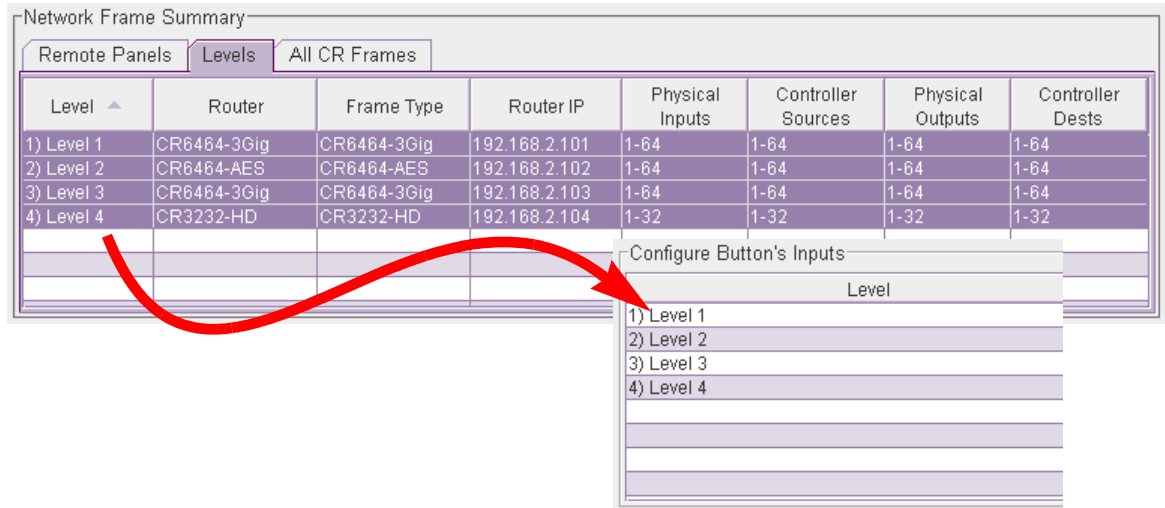 Network Frame Summary
Remote Panels Levels All CR Frames
Level Router Frame Type Router IP Physical Inputs Controller Sources Physical Outputs Controller Dests
1) Level 1 CR6464-3Gig CR6464-3Gig 192.168.2.101 1-64 1-64 1-64 1-64
2) Level 2 CR6464-AES CR6464-AES 192.168.2.102 1-64 1-64 1-64 1-64
3) Level 3 CR6464-3Gig CR6464-3Gig 192.168.2.103 1-64 1-64 1-64 1-64
4) Level 4 CR3232-HD CR3232-HD 192.168.2.104 1-32 1-32 1-32 1-32
Configure Button's Inputs
Level
1) Level 1
2) Level 2
3) Level 3
4) Level 4